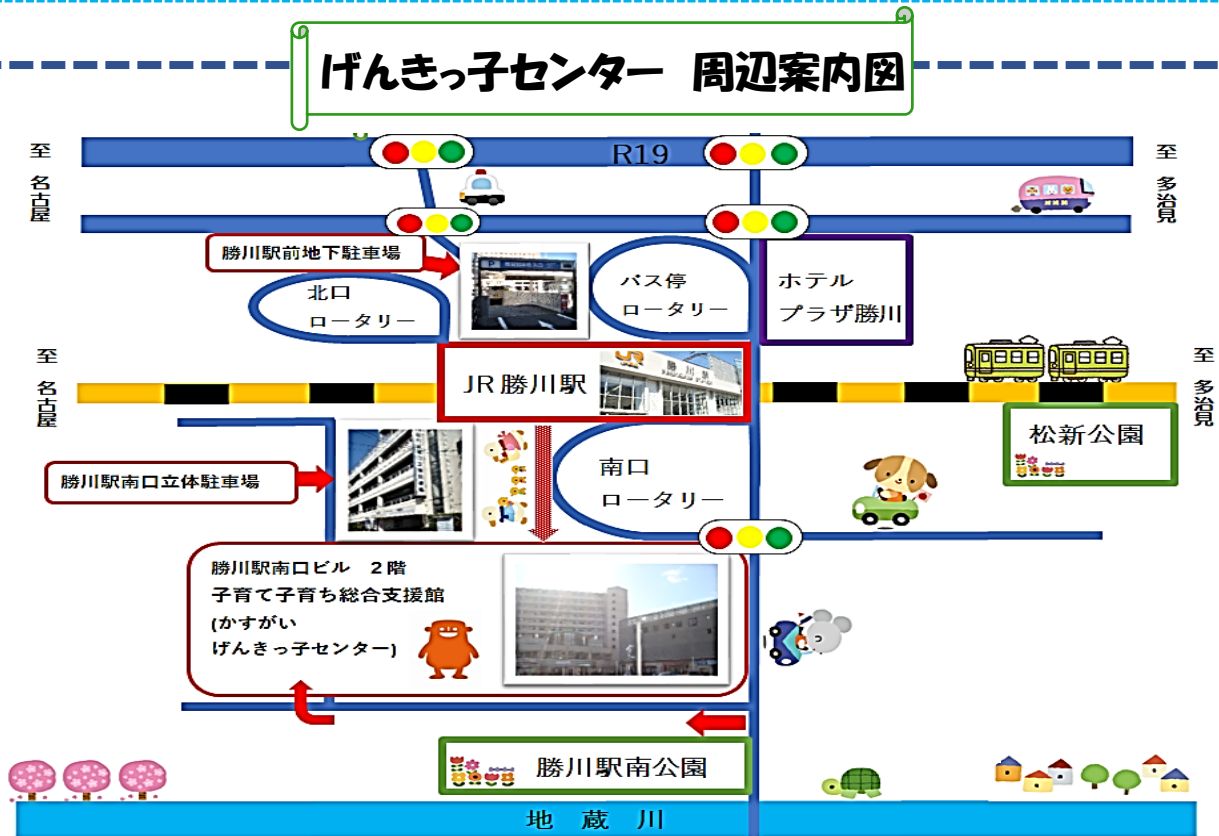 げんきっ子センター 周辺案内図
至 名古屋
R19
至 多治見
勝川駅前地下駐車場
北口
ロータリー
バス停
ロータリー
ホテル
プラザ勝川
至 名古屋
JR 勝川駅
勝川駅
至 多治見
松新公園
勝川駅南口立体駐車場
南口
ロータリー
勝川駅南口ビル 2階
子育て子育ち総合支援館
(かすがい
げんきっ子センター)
勝川駅南公園
地蔵川